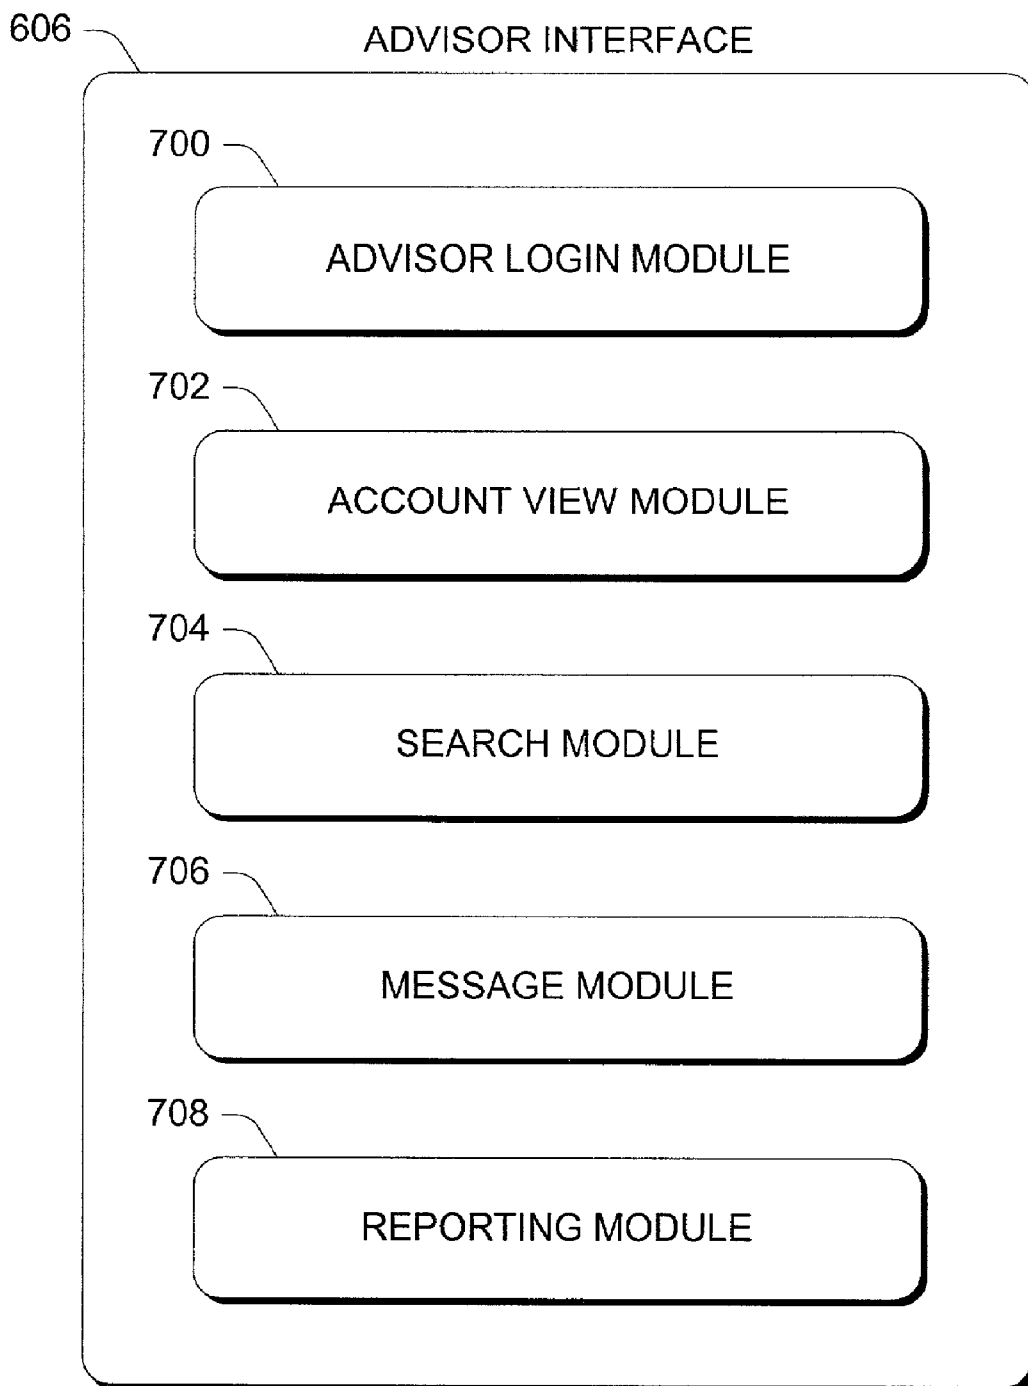 606
ADVISOR INTERFACE
700
ADVISOR LOGIN MODULE
702
ACCOUNT VIEW MODULE
704
SEARCH MODULE
706
MESSAGE MODULE
708
REPORTING MODULE